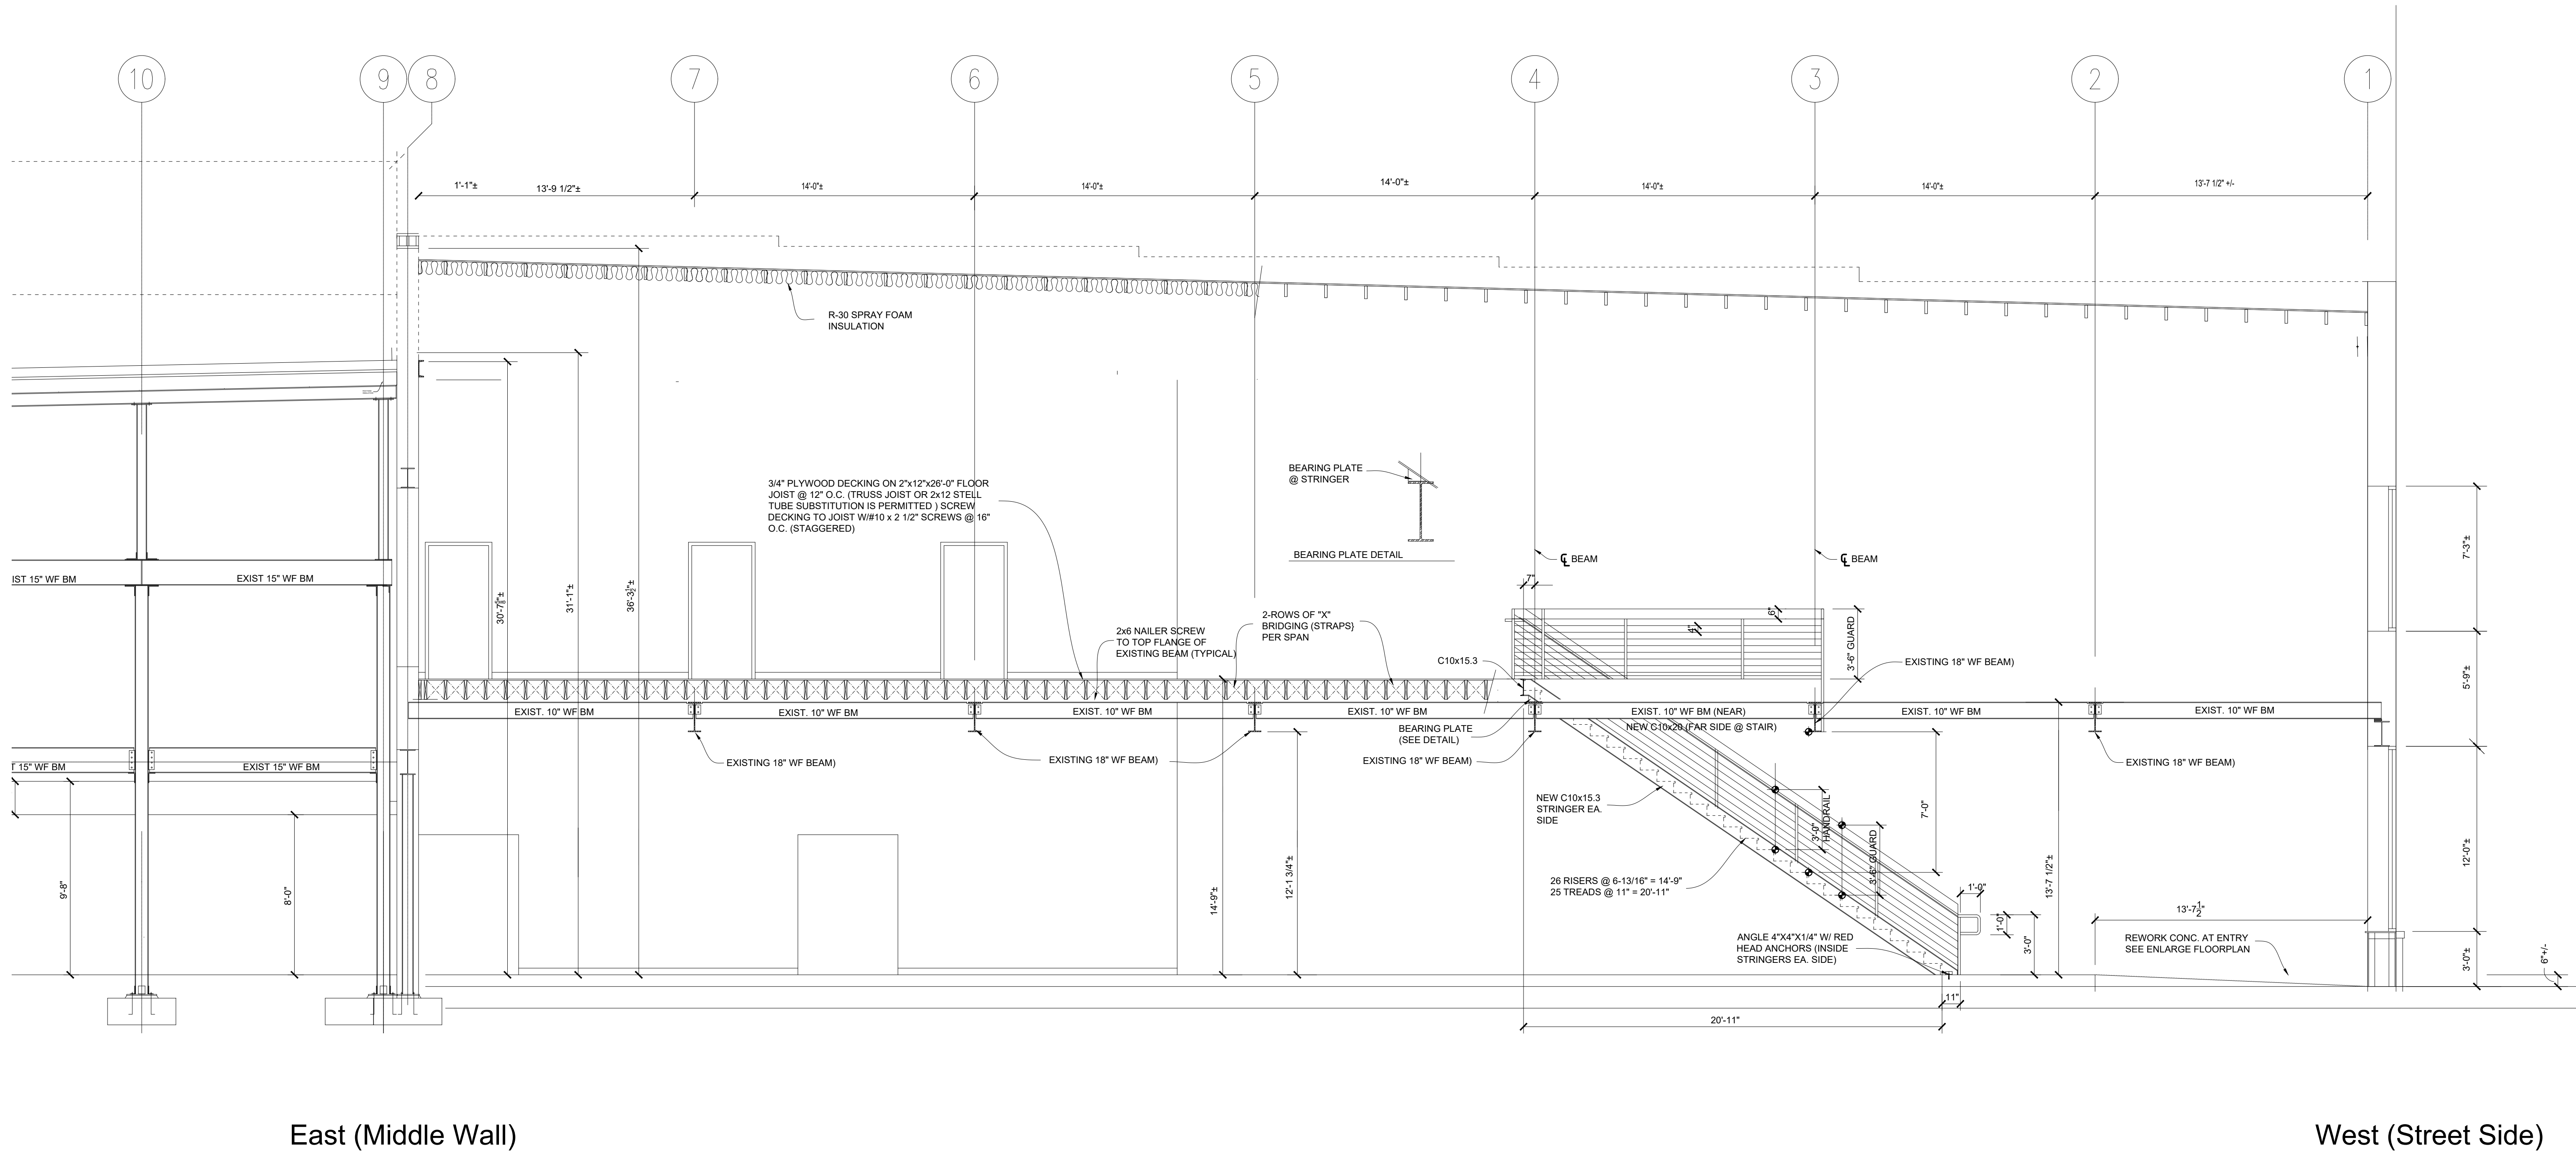 10
9
8
7
6
5
4
3
2
1
1'-1"±
13'-9 1/2"±
14'-0"±
14'-0"±
14'-0"±
14'-0"±
14'-0"±
13'-7 1/2" +/-
R-30 SPRAY FOAM
INSULATION
3/4" PLYWOOD DECKING ON 2"x12"x26'-0" FLOOR
JOIST @ 12" O.C. (TRUSS JOIST OR 2x12 STELL
TUBE SUBSTITUTION IS PERMITTED ) SCREW
DECKING TO JOIST W/#10 x 2 1/2" SCREWS @ 16"
O.C. (STAGGERED)
BEARING PLATE
@ STRINGER
BEARING PLATE DETAIL
℄ BEAM
℄ BEAM
7'-3"±
IST 15" WF BM
EXIST 15" WF BM
31'-1"±
36'-3½"±
7"
6"
4"
2x6 NAILER SCREW
TO TOP FLANGE OF
EXISTING BEAM (TYPICAL)
2-ROWS OF "X"
BRIDGING (STRAPS}
PER SPAN
C10x15.3
3'-6" GUARD
EXISTING 18" WF BEAM)
5'-9"±
EXIST. 10" WF BM
EXIST. 10" WF BM
EXIST. 10" WF BM
EXIST. 10" WF BM
EXIST. 10" WF BM (NEAR)
EXIST. 10" WF BM
EXIST. 10" WF BM
NEW C10x20 (FAR SIDE @ STAIR)
BEARING PLATE
(SEE DETAIL)
T 15" WF BM
EXIST 15" WF BM
EXISTING 18" WF BEAM)
EXISTING 18" WF BEAM)
EXISTING 18" WF BEAM)
EXISTING 18" WF BEAM)
NEW C10x15.3
STRINGER EA.
SIDE
3'-0"
HANDRAIL
7'-0"
3'-6" GUARD
12'-0"±
9'-8"
8'-0"
14'-9"±
12'-1 3/4"±
13'-7 1/2"±
26 RISERS @ 6-13/16" = 14'-9"
25 TREADS @ 11" = 20'-11"
1'-0"
1'-0"
3'-0"
13'-7½"
ANGLE 4"X4"X1/4" W/ RED
HEAD ANCHORS (INSIDE
STRINGERS EA. SIDE)
REWORK CONC. AT ENTRY
SEE ENLARGE FLOORPLAN
3'-0"±
6"+/-
11"
20'-11"
East (Middle Wall)
West (Street Side)